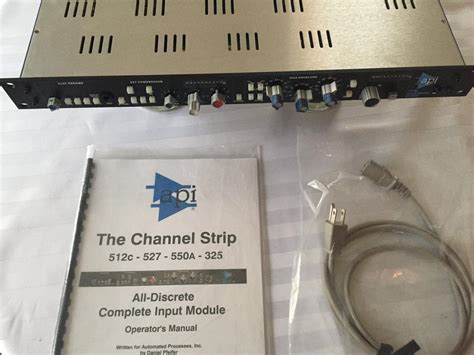 api
api
The Channel Strip
512c - 527 - 550A - 325
All-Discrete
Complete Input Module
Operator's Manual
Written for Automated Processes, Inc.
by Daniel Pfeifer